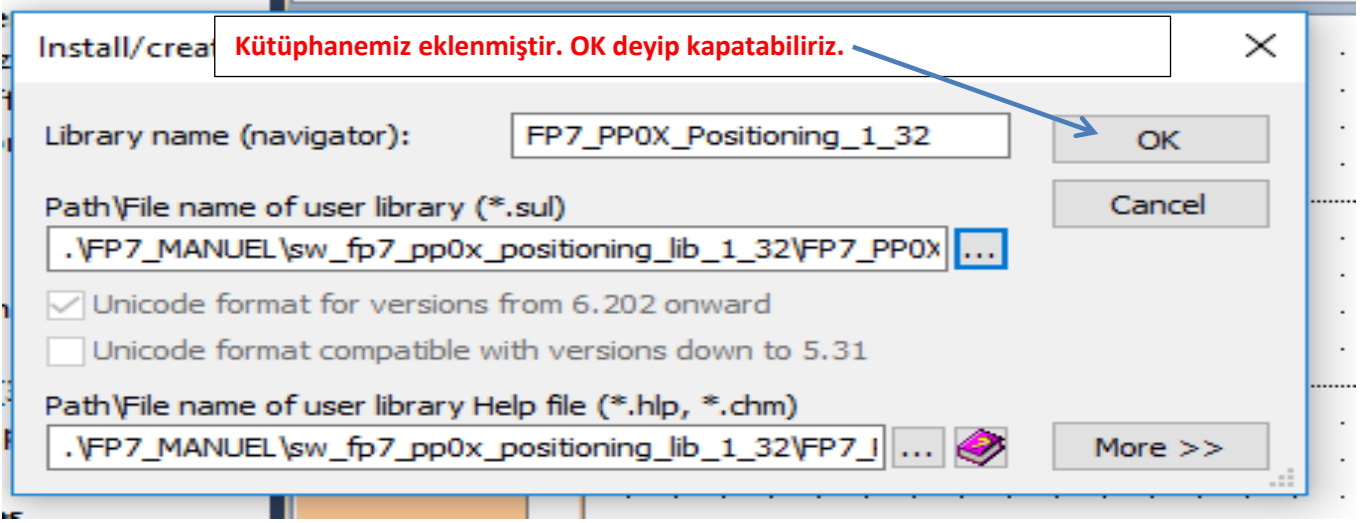 Install/creat
Kütüphanemiz eklenmiştir. OK deyip kapatabiliriz.
Library name (navigator):
FP7_PP0X_Positioning_1_32
OK
Path\File name of user library (*.sul)
Cancel
.\FP7_MANUEL\sw_fp7_pp0x_positioning_lib_1_32\FP7_PP0X
...
Unicode format for versions from 6.202 onward
Unicode format compatible with versions down to 5.31
Path\File name of user library Help file (*.hlp, *.chm)
.\FP7_MANUEL\sw_fp7_pp0x_positioning_lib_1_32\FP7_
...
More >>